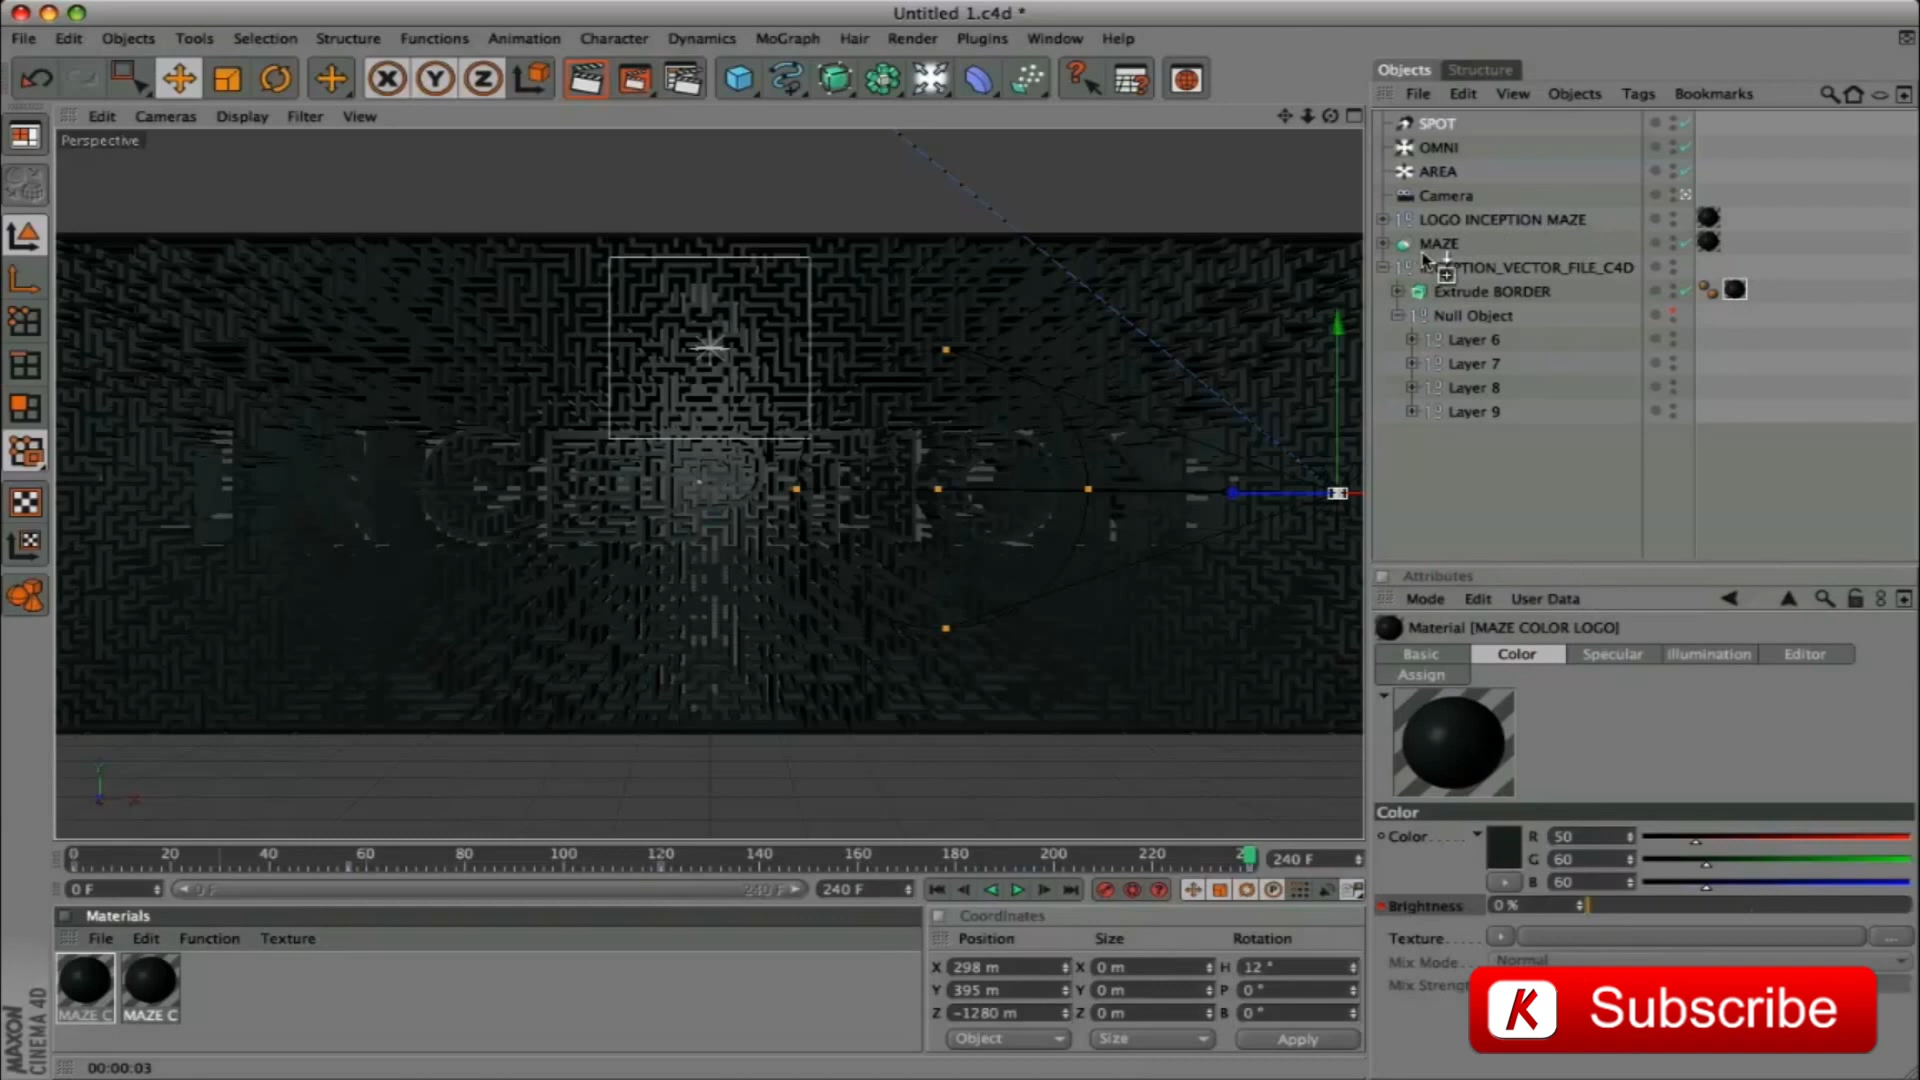 Untitled 1.c4d *
File Edit Objects Tools Selection Structure Functions Animation Character Dynamics MoGraph Hair Render Plugins Window Help
Objects Structure
File Edit View Objects Tags Bookmarks
Edit Cameras Display Filter View
Perspective
SPOT
OMNI
AREA
Camera
LOGO INCEPTION MAZE
MAZE
EPTION_VECTOR_FILE_C4D
Extrude BORDER
Null Object
Layer 6
Layer 7
Layer 8
Layer 9
Attributes
Mode Edit User Data
Material [MAZE COLOR LOGO]
Basic Color Specular Illumination Editor
Assign
Color
Color R 50
G 60
B 60
Brightness 0 %
Texture
Mix Mode Normal
Mix Streng
0 20 40 60 80 100 120 140 160 180 200 220 2 240 F
0 F 0 F 240 F 240 F
Materials
File Edit Function Texture
MAZE C MAZE C
Coordinates
Position Size Rotation
X 298 m X 0 m H 12 °
Y 395 m Y 0 m P 0 °
Z -1280 m Z 0 m B 0 °
Object Size Apply
K Subscribe
MAXON
CINEMA 4D
00:00:03